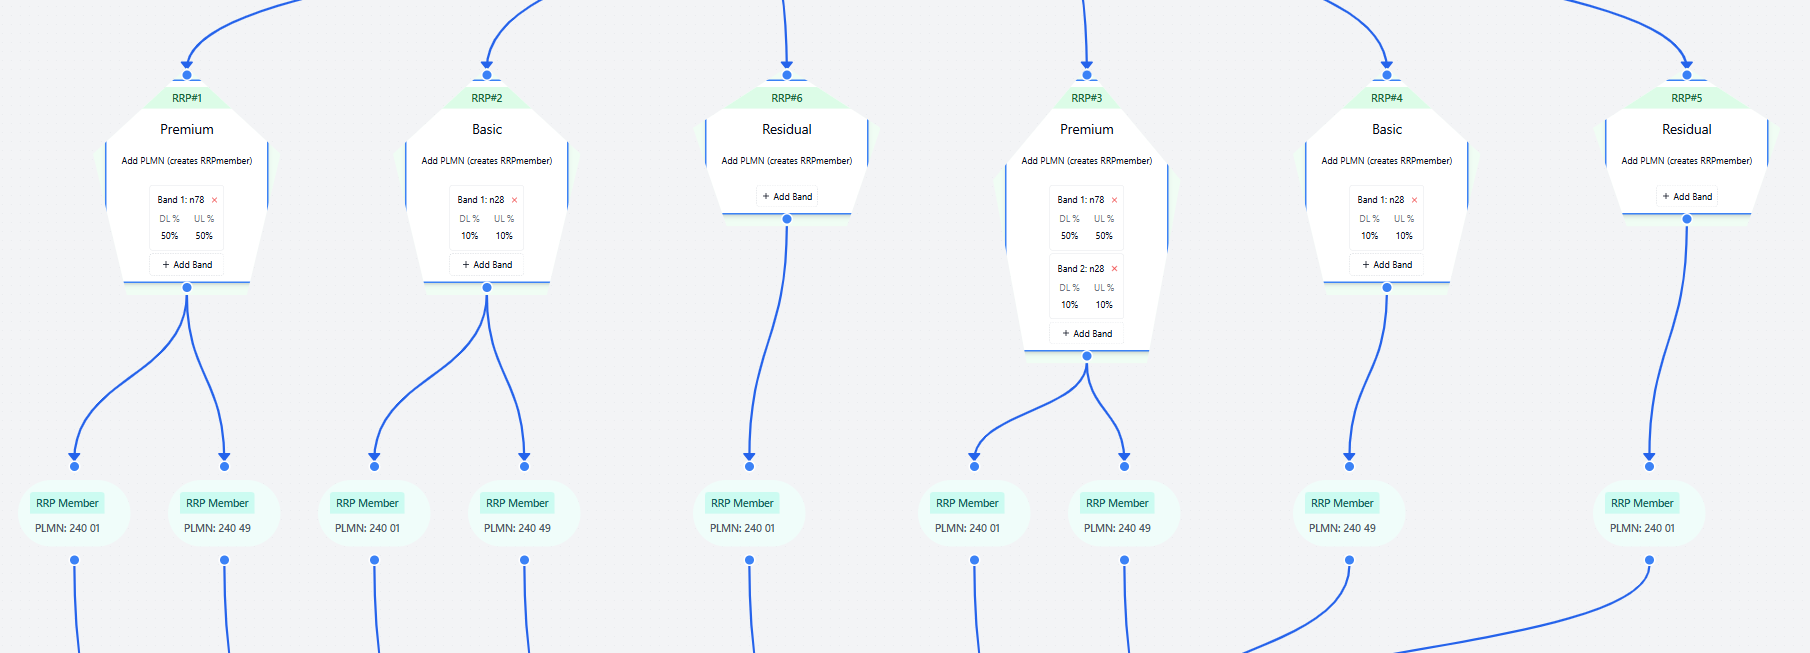 RRP#1
Premium
Add PLMN (creates RRPmember)
Band 1: n78 ×
DL % UL %
50% 50%
+ Add Band
RRP#2
Basic
Add PLMN (creates RRPmember)
Band 1: n28 ×
DL % UL %
10% 10%
+ Add Band
RRP#6
Residual
Add PLMN (creates RRPmember)
+ Add Band
RRP#3
Premium
Add PLMN (creates RRPmember)
Band 1: n78 ×
DL % UL %
50% 50%
Band 2: n28 ×
DL % UL %
10% 10%
+ Add Band
RRP#4
Basic
Add PLMN (creates RRPmember)
Band 1: n28 ×
DL % UL %
10% 10%
+ Add Band
RRP#5
Residual
Add PLMN (creates RRPmember)
+ Add Band
RRP Member
PLMN: 240 01
RRP Member
PLMN: 240 49
RRP Member
PLMN: 240 01
RRP Member
PLMN: 240 49
RRP Member
PLMN: 240 01
RRP Member
PLMN: 240 01
RRP Member
PLMN: 240 49
RRP Member
PLMN: 240 49
RRP Member
PLMN: 240 01